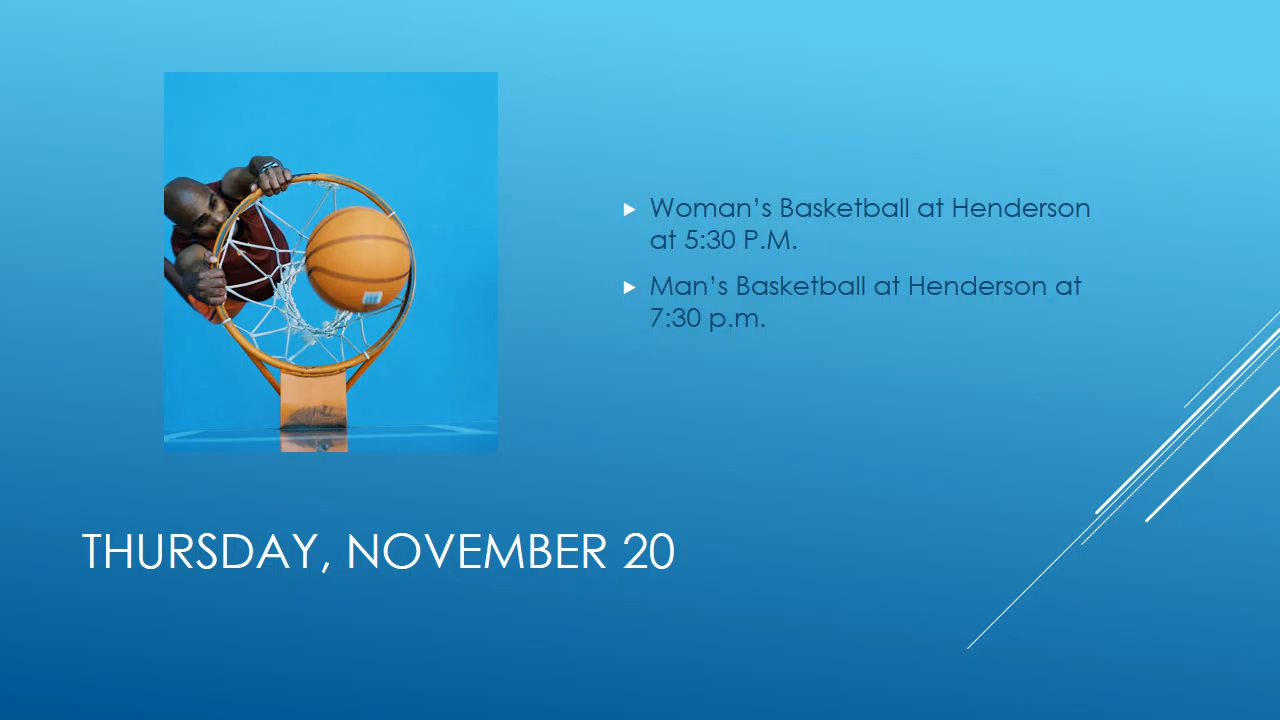 Woman’s Basketball at Henderson
at 5:30 P.M.
Man’s Basketball at Henderson at
7:30 p.m.
THURSDAY, NOVEMBER 20